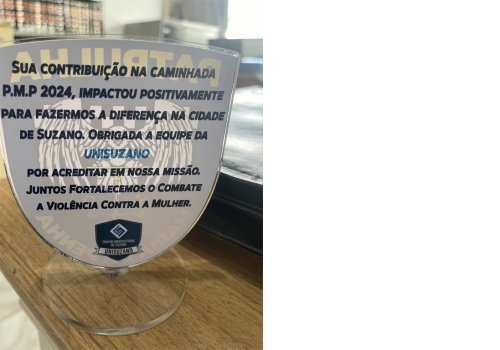 PATRULHA
SUA CONTRIBUIÇÃO NA CAMINHADA
P.M.P 2024, IMPACTOU POSITIVAMENTE
PARA FAZERMOS A DIFERENÇA NA CIDADE
DE SUZANO. OBRIGADA A EQUIPE DA
UNISUZANO
POR ACREDITAR EM NOSSA MISSÃO.
JUNTOS FORTALECEMOS O COMBATE
A VIOLÊNCIA CONTRA A MULHER.
UNISUZANO